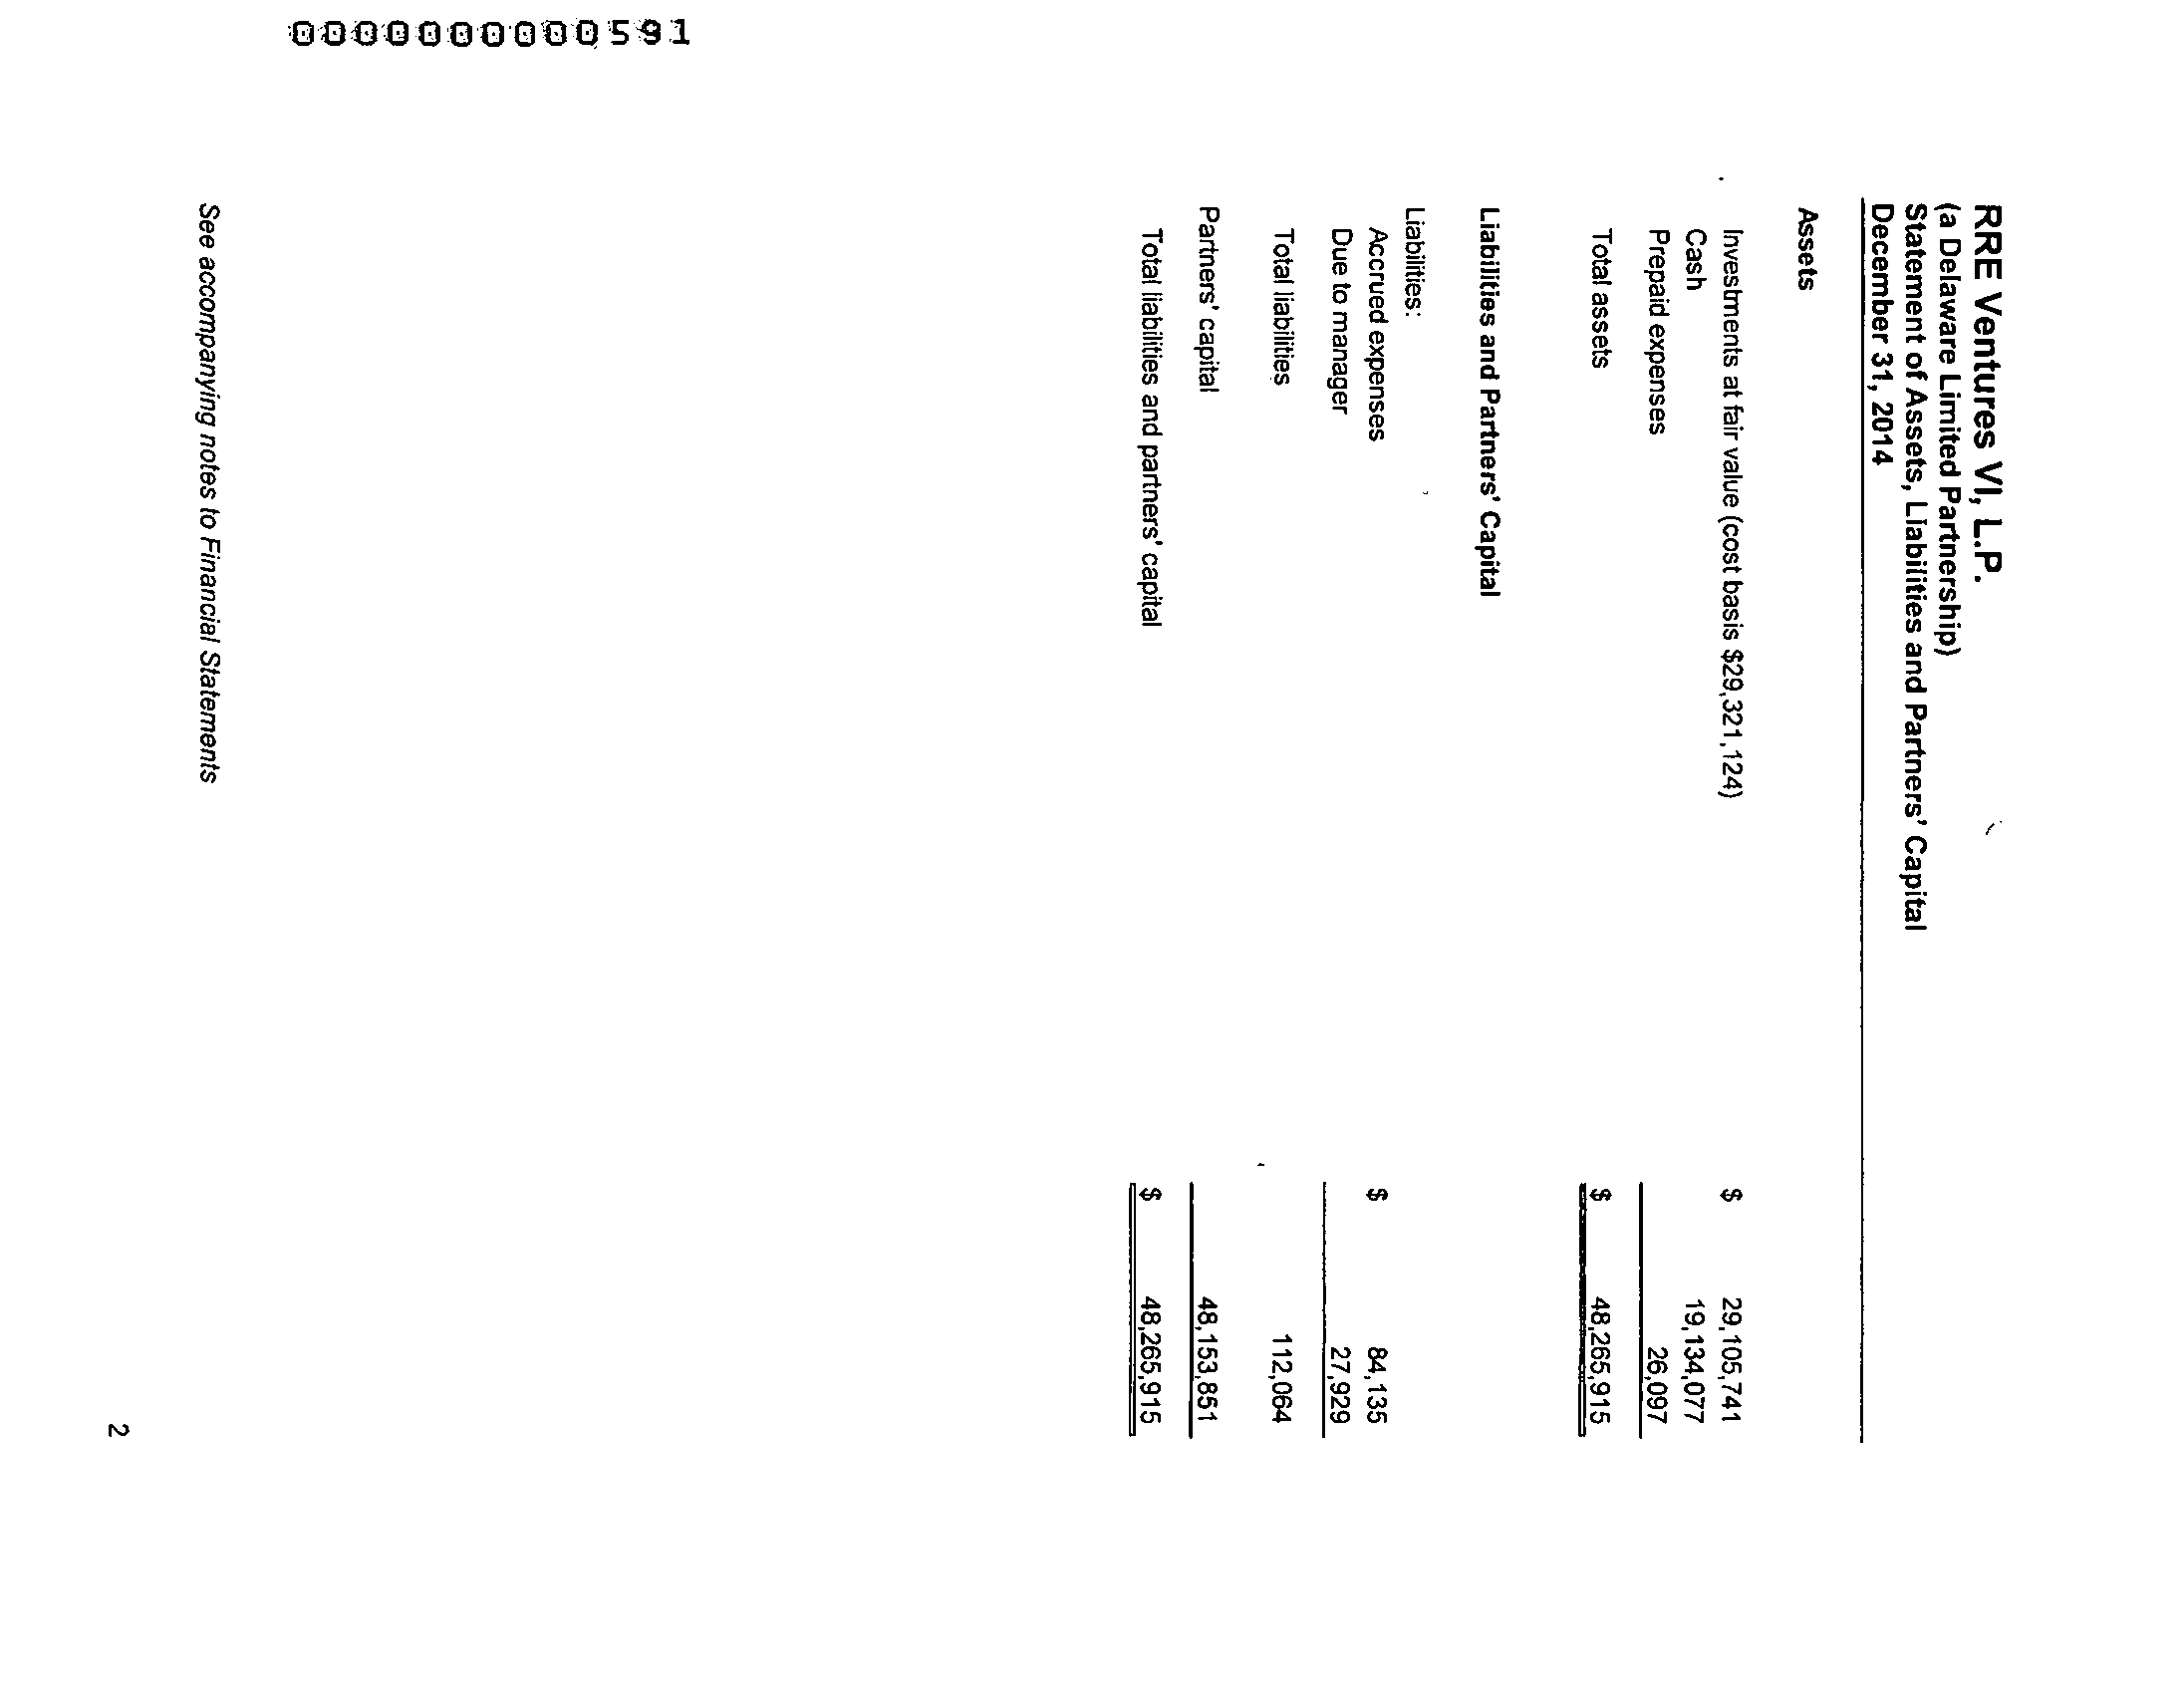 RRE Ventures VI, L.P.
(a Delaware Limited Partnership)
Statement of Assets, Liabilities and Partners' Capital
December 31, 2014
Assets
Investments at fair value (cost basis $29,321,124) $ 29,105,741
Cash 19,134,077
Prepaid expenses 26,097
Total assets $ 48,265,915
Liabilities and Partners' Capital
Liabilities:
Accrued expenses $ 84,135
Due to manager 27,929
Total liabilities 112,064
Partners' capital 48,153,851
Total liabilities and partners' capital $ 48,265,915
See accompanying notes to Financial Statements
2
0000000000591